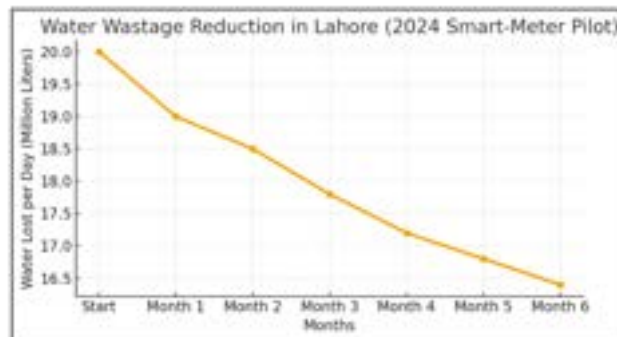 Water Wastage Reduction in Lahore (2024 Smart-Meter Pilot)
Water Lost per Day (Million Liters)
20.0
19.5
19.0
18.5
18.0
17.5
17.0
16.5
Start Month 1 Month 2 Month 3 Month 4 Month 5 Month 6
Months